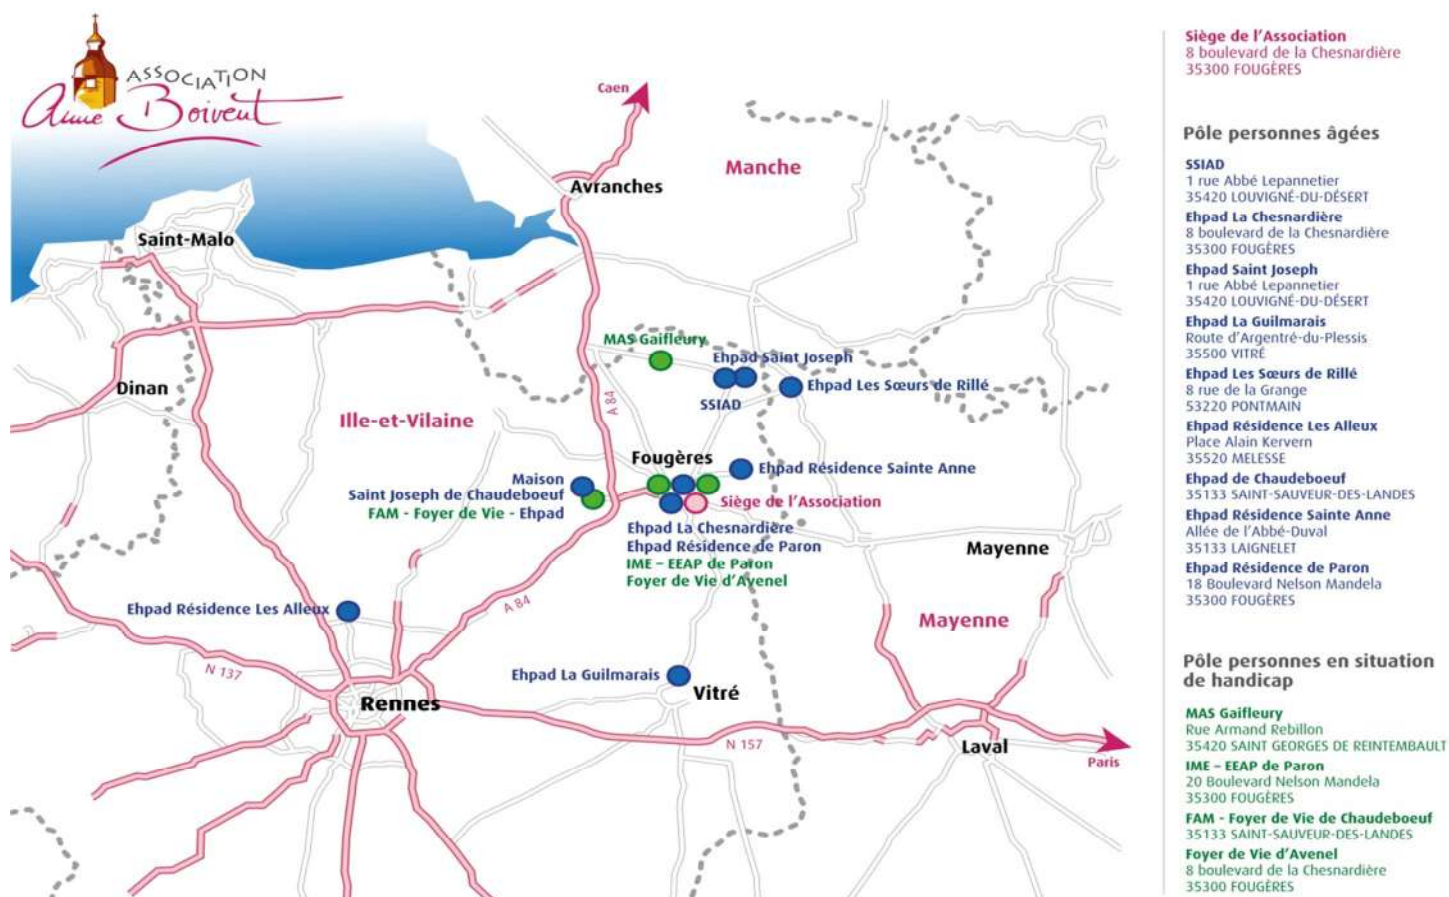 ASSOCIATION
Anne Boivent
Caen
Avranches
Manche
Saint-Malo
MAS Gaifleury
Ehpad Saint Joseph
Ehpad Les Sœurs de Rillé
SSIAD
Dinan
A 84
Ille-et-Vilaine
Fougères
Ehpad Résidence Sainte Anne
Maison
Saint Joseph de Chaudeboeuf
FAM - Foyer de Vie - Ehpad
Siège de l'Association
Ehpad La Chesnardière
Ehpad Résidence de Paron
IME – EEAP de Paron
Foyer de Vie d'Avenel
Mayenne
A 84
Ehpad Résidence Les Alleux
Mayenne
N 137
Ehpad La Guilmarais
Vitré
Rennes
N 157
Laval
Paris
Siège de l'Association
8 boulevard de la Chesnardière
35300 FOUGÈRES
Pôle personnes âgées
SSIAD
1 rue Abbé Lepannetier
35420 LOUVIGNÉ-DU-DÉSERT
Ehpad La Chesnardière
8 boulevard de la Chesnardière
35300 FOUGÈRES
Ehpad Saint Joseph
1 rue Abbé Lepannetier
35420 LOUVIGNÉ-DU-DÉSERT
Ehpad La Guilmarais
Route d'Argentré-du-Plessis
35500 VITRÉ
Ehpad Les Sœurs de Rillé
8 rue de la Grange
53220 PONTMAIN
Ehpad Résidence Les Alleux
Place Alain Kervern
35520 MELESSE
Ehpad de Chaudeboeuf
35133 SAINT-SAUVEUR-DES-LANDES
Ehpad Résidence Sainte Anne
Allée de l'Abbé-Duval
35133 LAIGNELET
Ehpad Résidence de Paron
18 Boulevard Nelson Mandela
35300 FOUGÈRES
Pôle personnes en situation
de handicap
MAS Gaifleury
Rue Armand Rebillon
35420 SAINT GEORGES DE REINTEMBAULT
IME – EEAP de Paron
20 Boulevard Nelson Mandela
35300 FOUGÈRES
FAM - Foyer de Vie de Chaudeboeuf
35133 SAINT-SAUVEUR-DES-LANDES
Foyer de Vie d'Avenel
8 boulevard de la Chesnardière
35300 FOUGÈRES